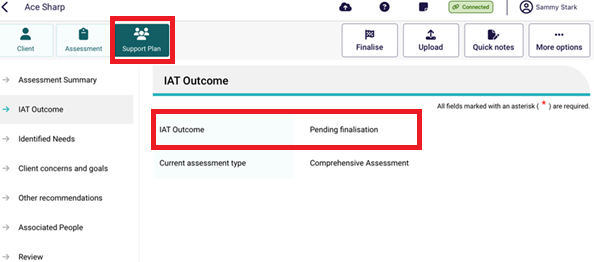 Ace Sharp
Connected
Sammy Stark
Client
Assessment
Support Plan
Finalise
Upload
Quick notes
More options
Assessment Summary
IAT Outcome
Identified Needs
Client concerns and goals
Other recommendations
Associated People
Review
IAT Outcome
All fields marked with an asterisk ( * ) are required.
IAT Outcome Pending finalisation
Current assessment type Comprehensive Assessment